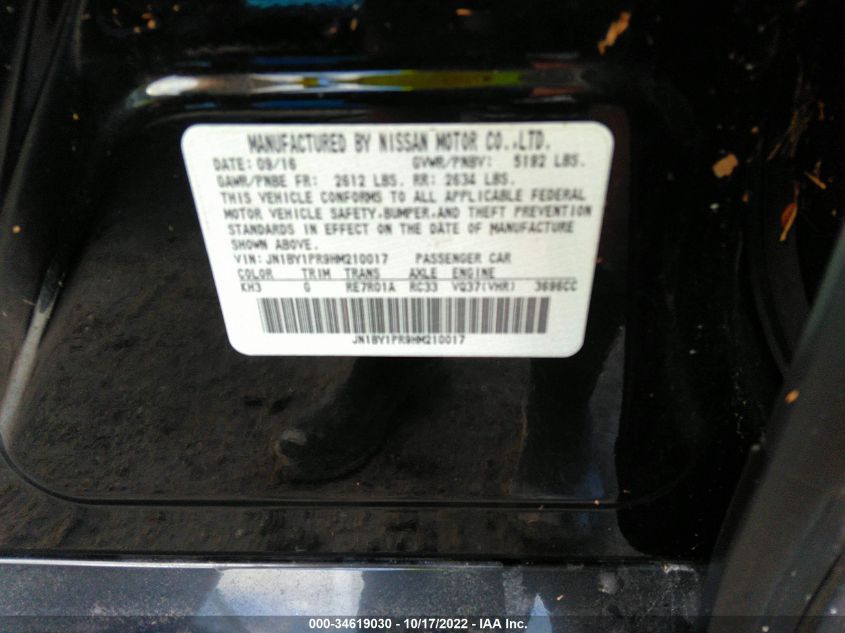 MANUFACTURED BY NISSAN MOTOR CO.,LTD.
DATE: 09/16 GVWR/PNBV: 5192 LBS.
GAWR/PNBE FR: 2612 LBS. RR: 2634 LBS.
THIS VEHICLE CONFORMS TO ALL APPLICABLE FEDERAL
MOTOR VEHICLE SAFETY,BUMPER,AND THEFT PREVENTION
STANDARDS IN EFFECT ON THE DATE OF MANUFACTURE
SHOWN ABOVE.
VIN: JN1BY1PR9HM210017 PASSENGER CAR
COLOR TRIM TRANS AXLE ENGINE
KH3 G RE7R01A RC33 VQ37(VHR) 3696CC
JN1BY1PR9HM210017
000-34619030 - 10/17/2022 - IAA Inc.